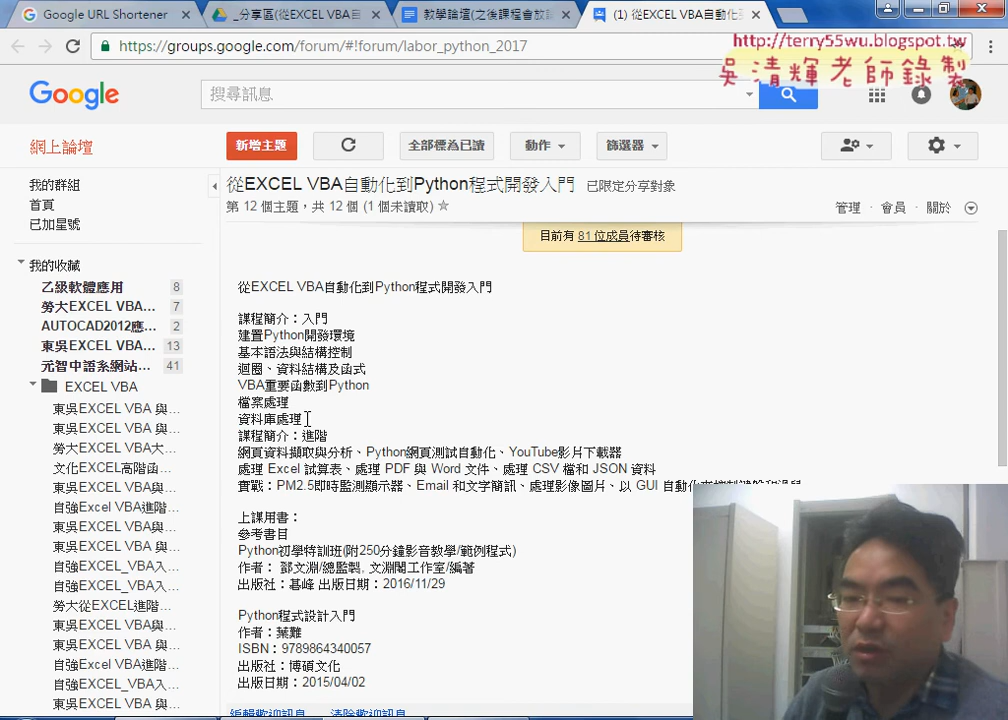 Google URL Shortener
_分享區(從EXCEL VBA自
教學論壇(之後課程會放
(1) 從EXCEL VBA自動化
https://groups.google.com/forum/#!forum/labor_python_2017
http://terry55wu.blogspot.tw
吳清輝老師錄製
Google
搜尋訊息
網上論壇
新增主題
全部標為已讀
動作
篩選器
我的群組
首頁
已加星號
從EXCEL VBA自動化到Python程式開發入門 已限定分享對象
第 12 個主題，共 12 個 (1 個未讀取)
管理 · 會員 · 關於
目前有 81 位成員待審核
我的收藏
乙級軟體應用 8
勞大EXCEL VBA... 7
AUTOCAD2012應... 2
東吳EXCEL VBA... 13
元智中語系網站... 41
EXCEL VBA
東吳EXCEL VBA 與...
東吳EXCEL VBA 與...
勞大EXCEL VBA大...
文化EXCEL高階函...
東吳EXCEL VBA與...
自強Excel VBA進階...
東吳EXCEL VBA與...
東吳EXCEL VBA 與...
自強EXCEL_VBA入...
自強EXCEL_VBA入...
勞大從EXCEL進階...
東吳EXCEL VBA與...
東吳EXCEL VBA 與...
自強Excel VBA進階...
自強EXCEL_VBA入...
東吳EXCEL VBA 與...
從EXCEL VBA自動化到Python程式開發入門
課程簡介：入門
建置Python開發環境
基本語法與結構控制
迴圈、資料結構及函式
VBA重要函數到Python
檔案處理
資料庫處理
課程簡介：進階
網頁資料擷取與分析、Python網頁測試自動化、YouTube影片下載器
處理 Excel 試算表、處理 PDF 與 Word 文件、處理 CSV 檔和 JSON 資料
實戰：PM2.5即時監測顯示器、Email 和文字簡訊、處理影像圖片、以 GUI 自動化
上課用書：
參考書目
Python初學特訓班(附250分鐘影音教學/範例程式)
作者： 鄧文淵/總監製, 文淵閣工作室/編著
出版社：碁峰 出版日期：2016/11/29
Python程式設計入門
作者：葉難
ISBN：9789864340057
出版社：博碩文化
出版日期：2015/04/02
編輯歡迎訊息 清除歡迎訊息